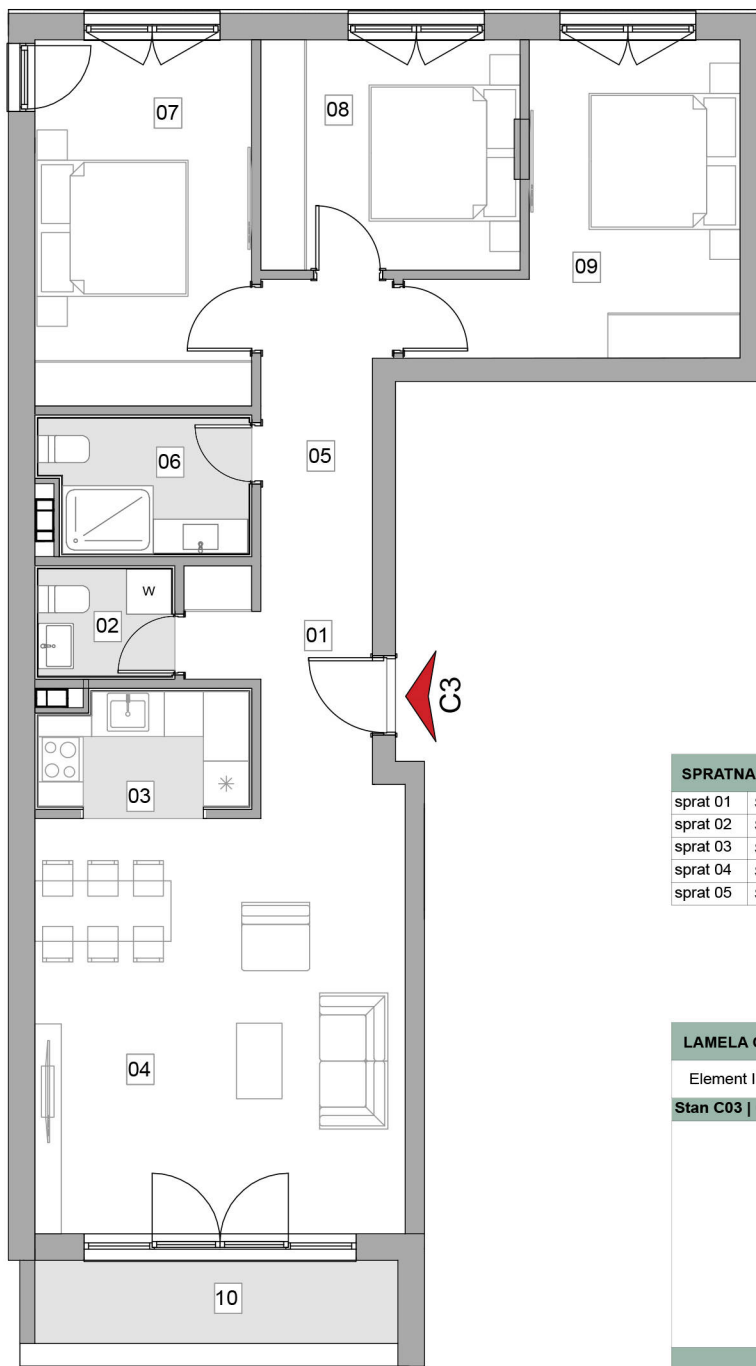 07
08
09
06
05
02
W
01
C3
03
04
10
SPRATNA
sprat 01
sprat 02
sprat 03
sprat 04
sprat 05
LAMELA
Element
Stan C03 |